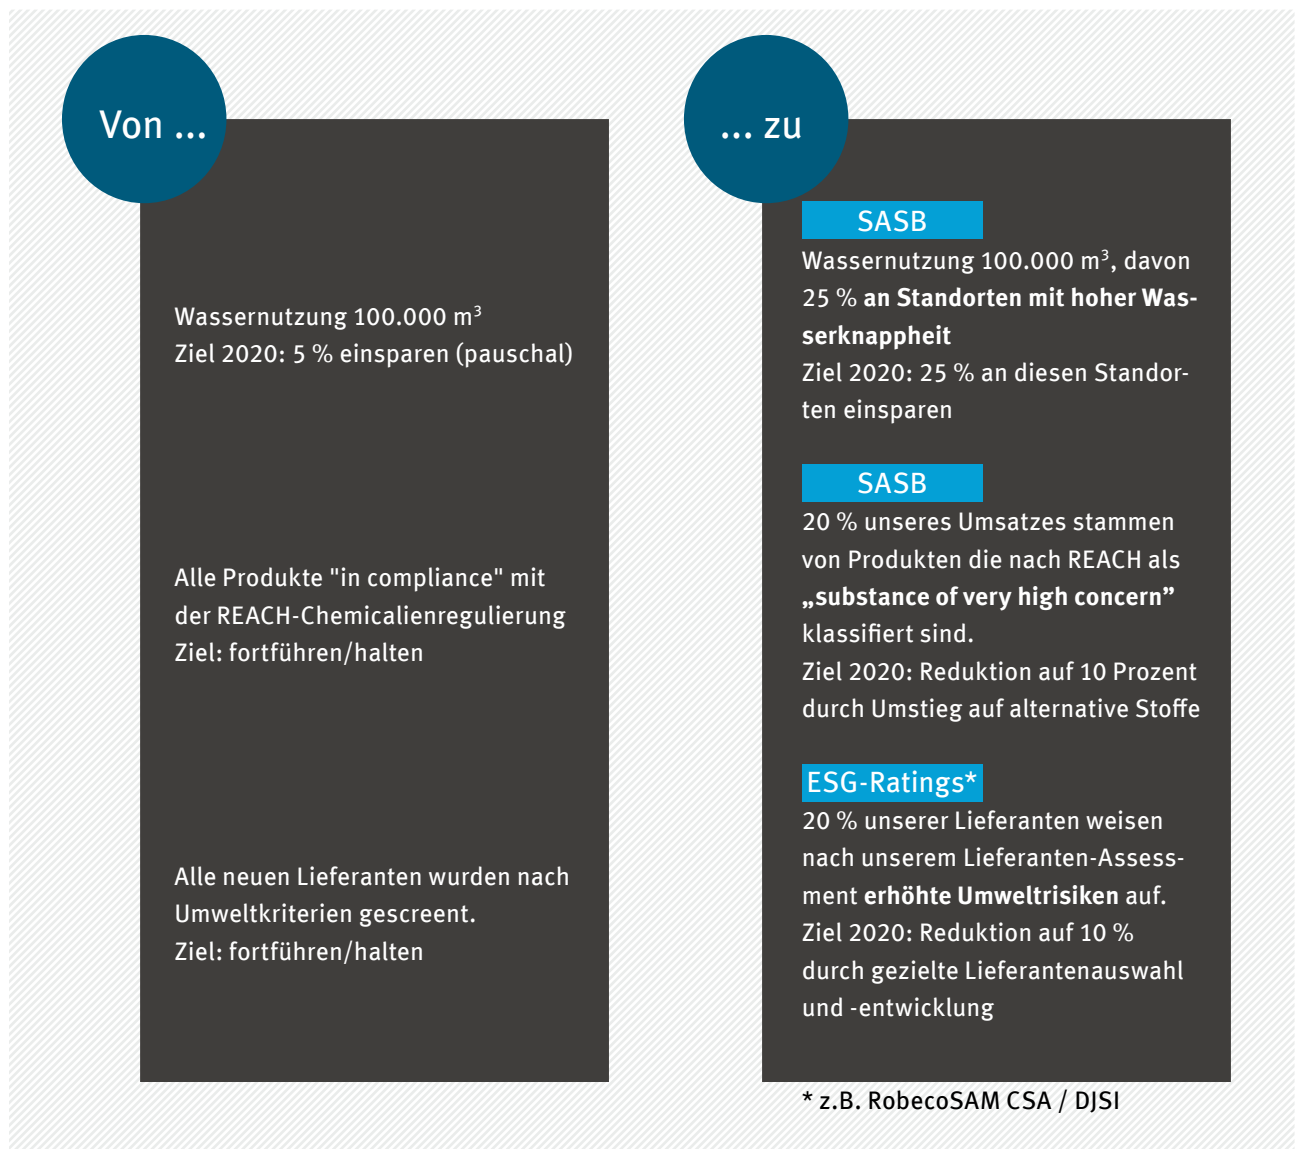 Von ...
Wassernutzung 100.000 m³
Ziel 2020: 5 % einsparen (pauschal)
Alle Produkte "in compliance" mit
der REACH-Chemicalienregulierung
Ziel: fortführen/halten
Alle neuen Lieferanten wurden nach
Umweltkriterien gescreent.
Ziel: fortführen/halten
... zu
SASB
Wassernutzung 100.000 m³, davon
25 % an Standorten mit hoher Was-
serknappheit
Ziel 2020: 25 % an diesen Standor-
ten einsparen
SASB
20 % unseres Umsatzes stammen
von Produkten die nach REACH als
„substance of very high concern”
klassifiert sind.
Ziel 2020: Reduktion auf 10 Prozent
durch Umstieg auf alternative Stoffe
ESG-Ratings*
20 % unserer Lieferanten weisen
nach unserem Lieferanten-Assess-
ment erhöhte Umweltrisiken auf.
Ziel 2020: Reduktion auf 10 %
durch gezielte Lieferantenauswahl
und -entwicklung
* z.B. RobecoSAM CSA / DJSI